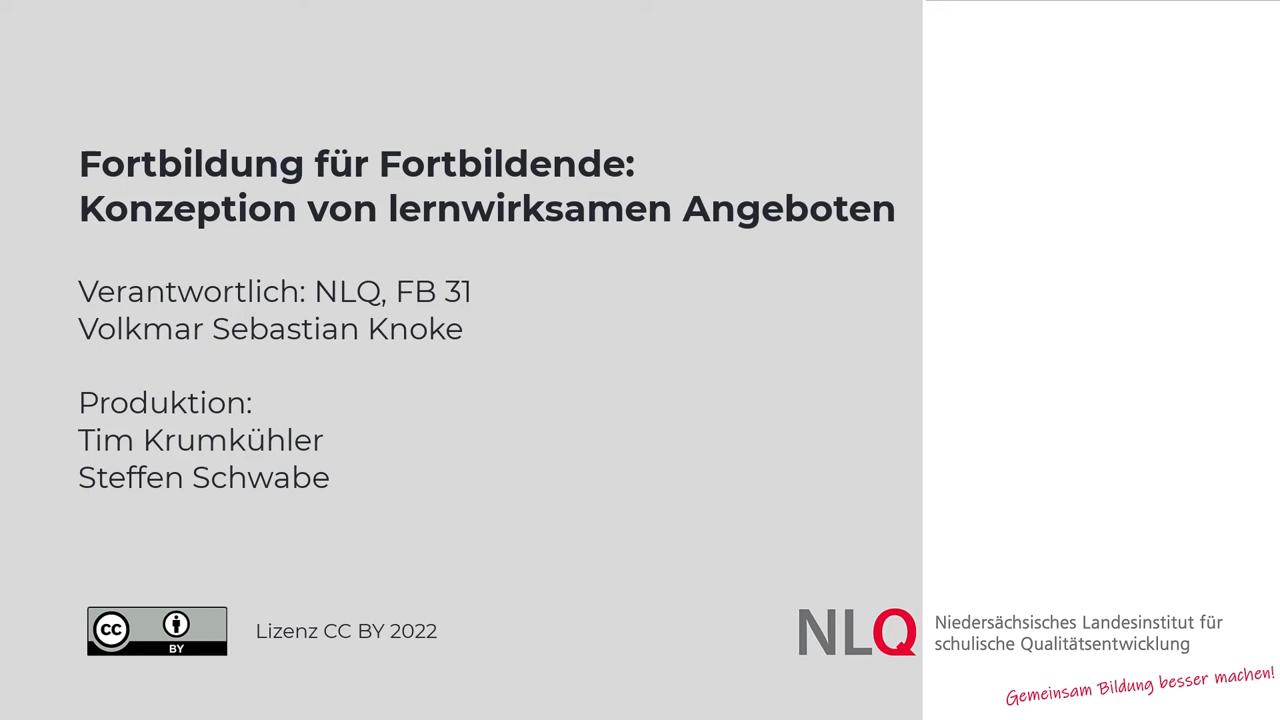 Fortbildung für Fortbildende:
Konzeption von lernwirksamen Angeboten
Verantwortlich: NLQ, FB 31
Volkmar Sebastian Knoke
Produktion:
Tim Krumkühler
Steffen Schwabe
cc
BY
Lizenz CC BY 2022
NLQ
Niedersächsisches Landesinstitut für
schulische Qualitätsentwicklung
Gemeinsam Bildung besser machen!